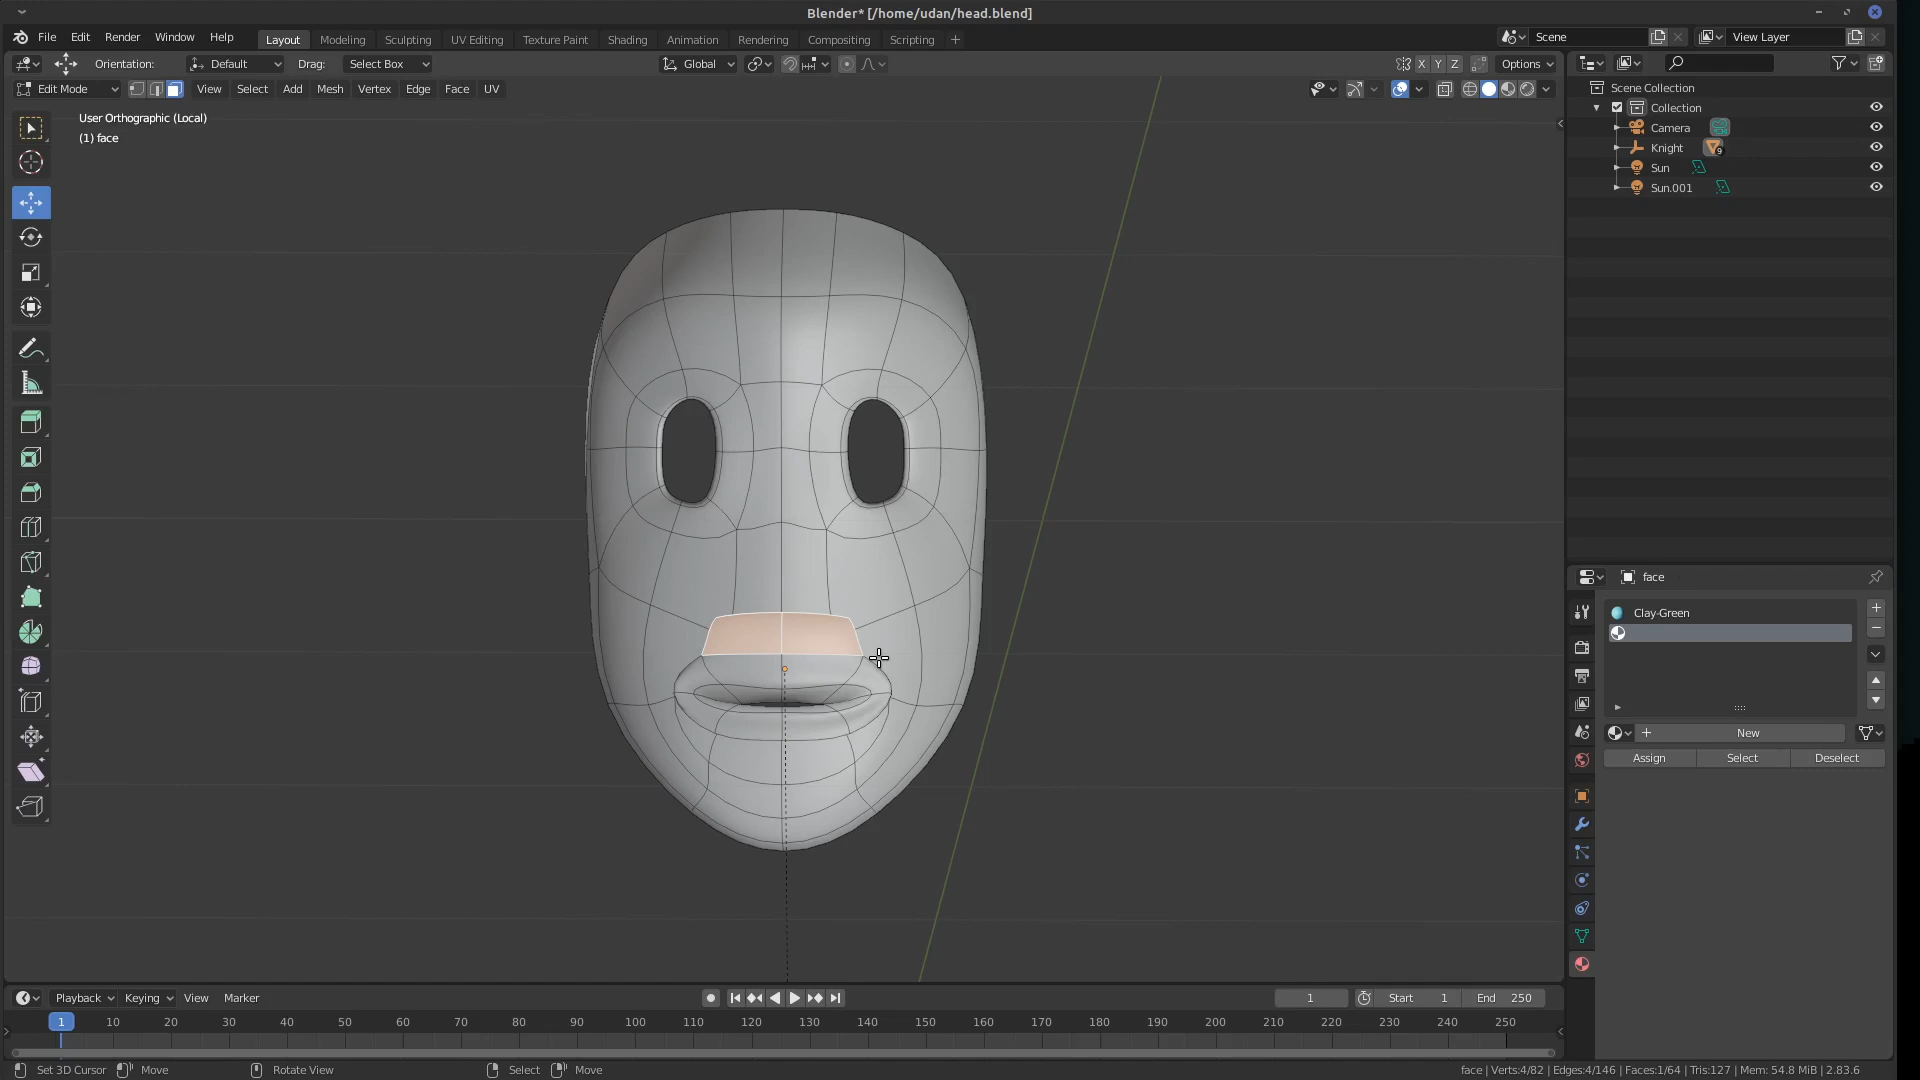 Blender* [/home/udan/head.blend]
File Edit Render Window Help Layout Modeling Sculpting UV Editing Texture Paint Shading Animation Rendering Compositing Scripting + Scene View Layer
Orientation: Default Drag: Select Box Global X Y Z Options
Edit Mode View Select Add Mesh Vertex Edge Face UV
Scene Collection
Collection
Camera
Knight 9
Sun
Sun.001
User Orthographic (Local)
(1) face
face
Clay-Green
New
Assign Select Deselect
Playback Keying View Marker 1 Start 1 End 250
1 10 20 30 40 50 60 70 80 90 100 110 120 130 140 150 160 170 180 190 200 210 220 230 240 250
Set 3D Cursor Move Rotate View Select Move face | Verts:4/82 | Edges:4/146 | Faces:1/64 | Tris:127 | Mem: 54.8 MiB | 2.83.6